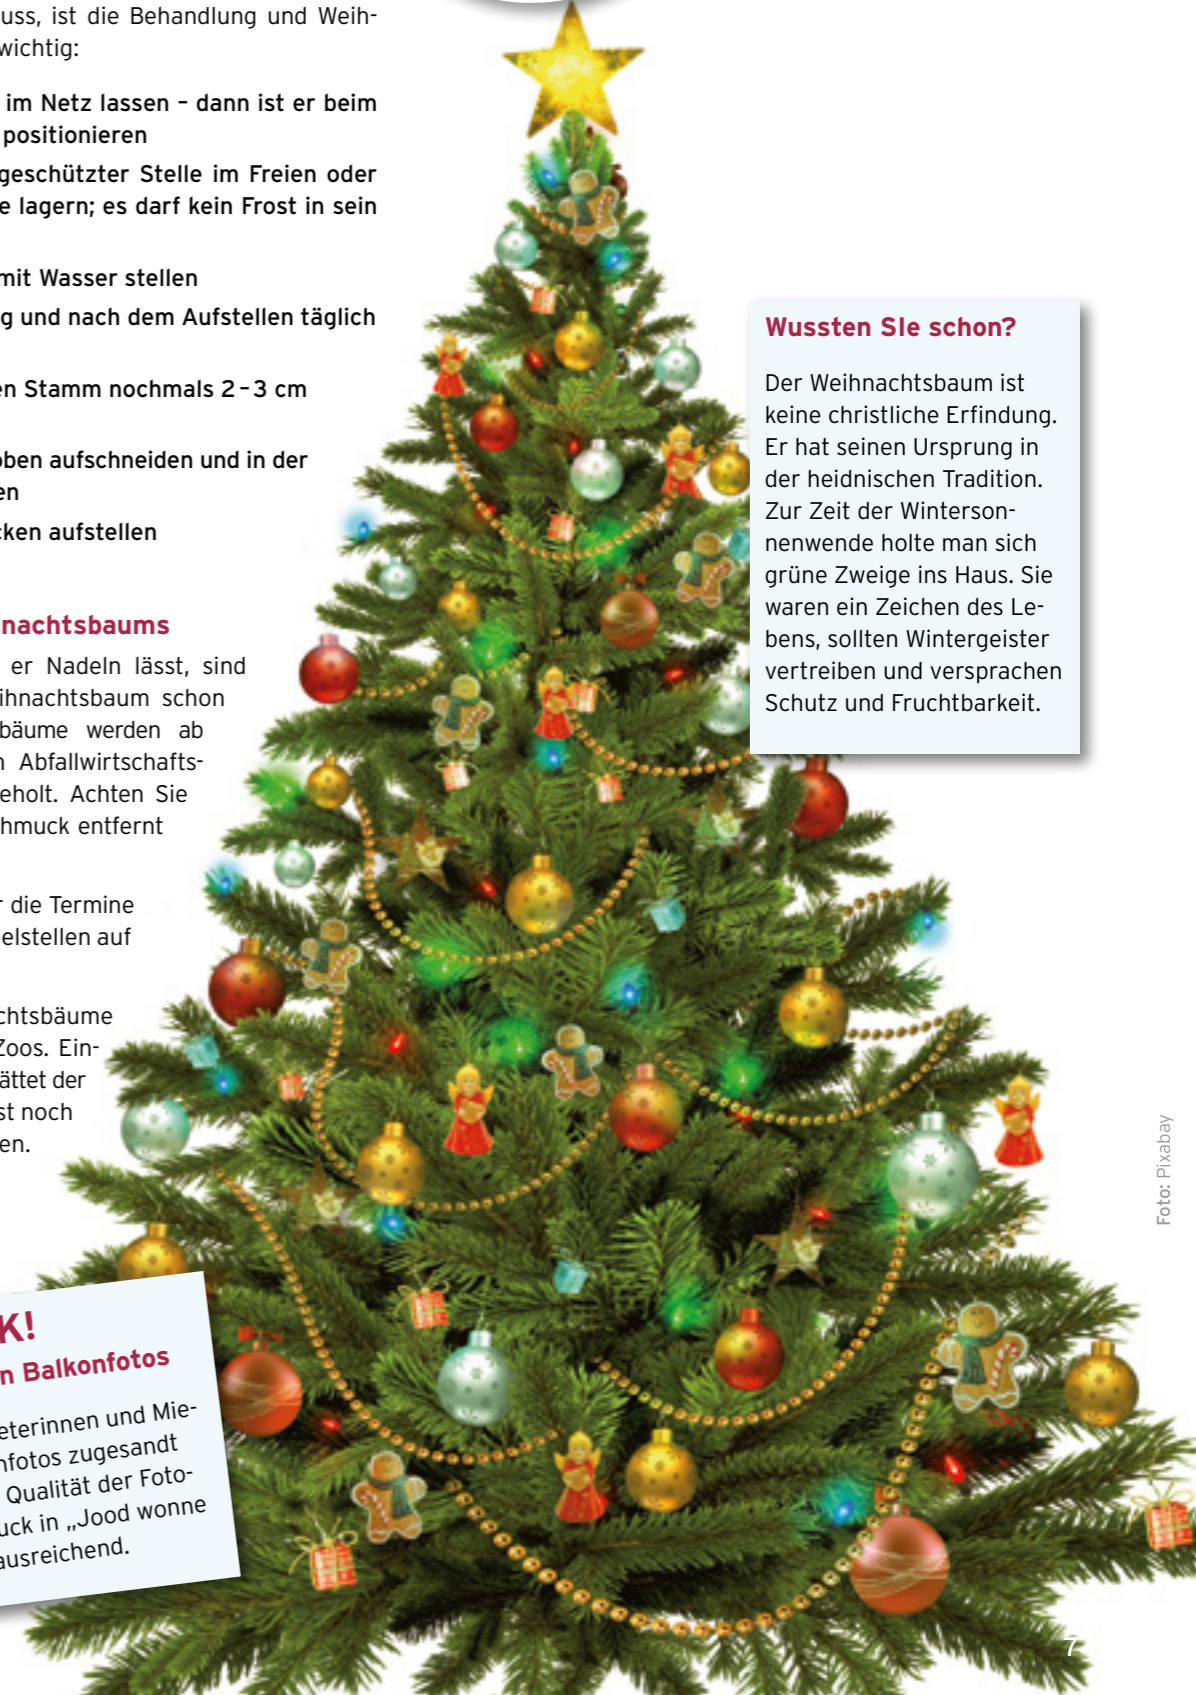 uss, ist die Behandlung und Weih-
wichtig:
im Netz lassen – dann ist er beim
positionieren
geschützter Stelle im Freien oder
e lagern; es darf kein Frost in sein
mit Wasser stellen
g und nach dem Aufstellen täglich
en Stamm nochmals 2–3 cm
oben aufschneiden und in der
en
cken aufstellen
nachtsbaums
er Nadeln lässt, sind
eihnachtsbaum schon
bäume werden ab
n Abfallwirtschafts-
eholt. Achten Sie
hmuck entfernt
r die Termine
elstellen auf
chtsbäume
Zoos. Ein-
ättet der
st noch
en.
K!
n Balkonfotos
eterinnen und Mie-
nfotos zugesandt
Qualität der Foto-
uck in „Jood wonne
ausreichend.
Wussten SIe schon?
Der Weihnachtsbaum ist
keine christliche Erfindung.
Er hat seinen Ursprung in
der heidnischen Tradition.
Zur Zeit der Winterson-
nenwende holte man sich
grüne Zweige ins Haus. Sie
waren ein Zeichen des Le-
bens, sollten Wintergeister
vertreiben und versprachen
Schutz und Fruchtbarkeit.
Foto: Pixabay
7